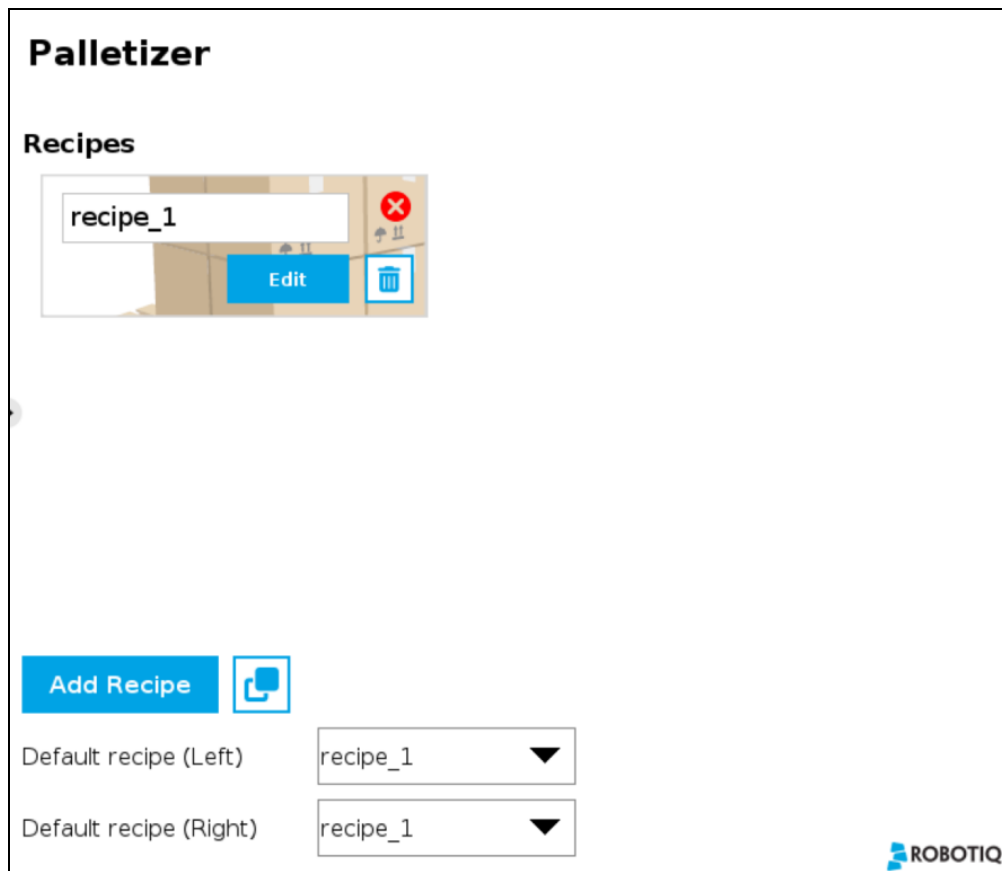 Palletizer
Recipes
recipe_1
Edit
Add Recipe
Default recipe (Left)
recipe_1
Default recipe (Right)
recipe_1
ROBOTIQ